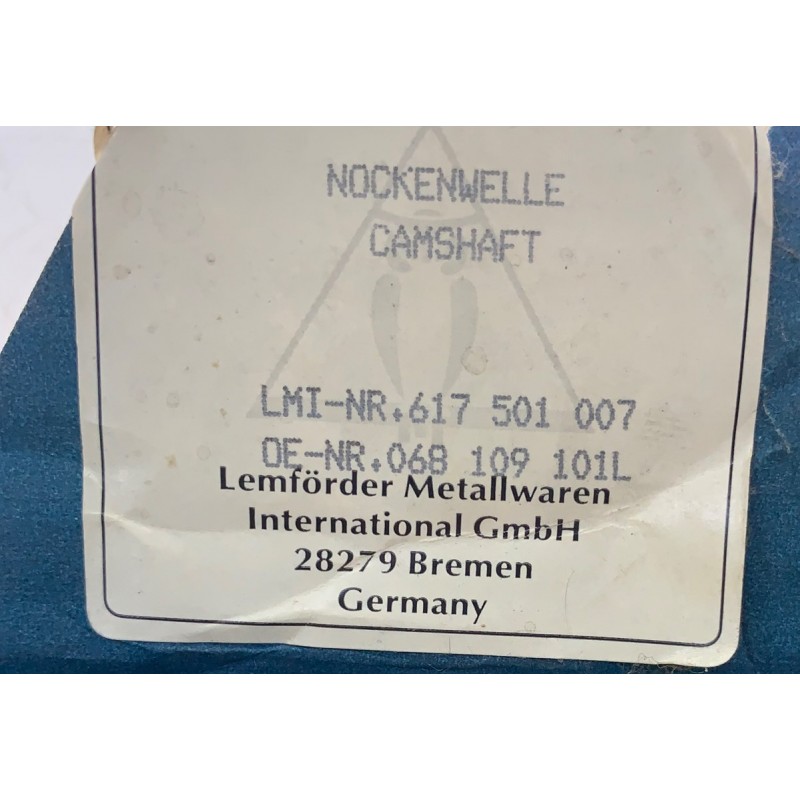 NOCKENWELLE
CAMSHAFT
LMI-NR.617 501 007
OE-NR.068 109 101L
Lemförder Metallwaren
International GmbH
28279 Bremen
Germany